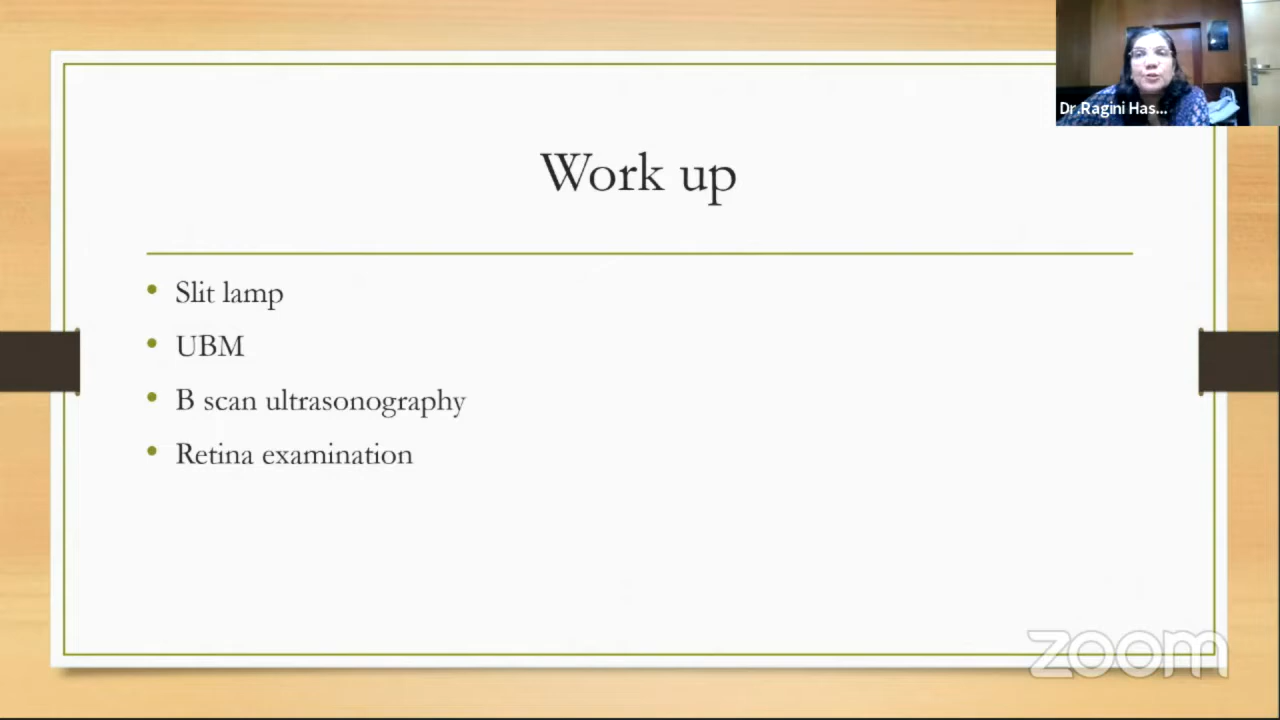 Dr.Ragini Has...
Work up
• Slit lamp
• UBM
• B scan ultrasonography
• Retina examination
zoom